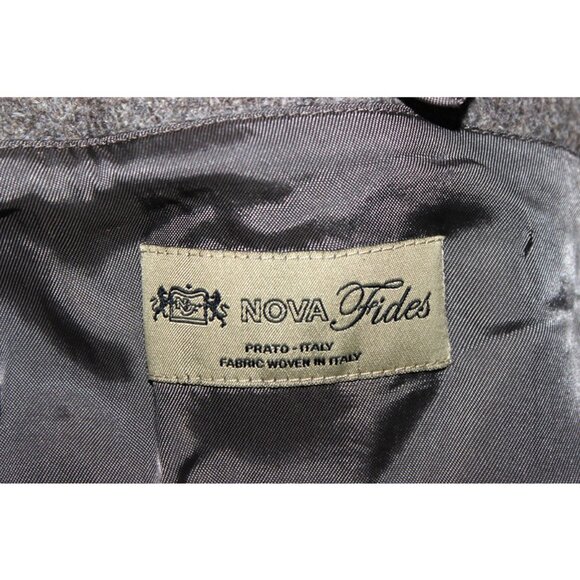 NOVA Fides
PRATO - ITALY
FABRIC WOVEN IN ITALY